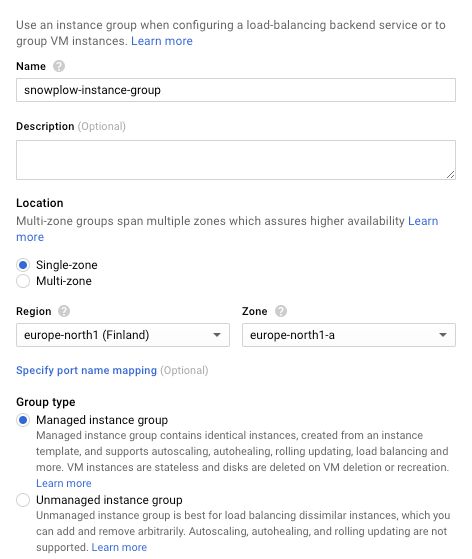 Use an instance group when configuring a load-balancing backend service or to
group VM instances. Learn more
Name
snowplow-instance-group
Description (Optional)
Location
Multi-zone groups span multiple zones which assures higher availability Learn
more
Single-zone
Multi-zone
Region Zone
europe-north1 (Finland) europe-north1-a
Specify port name mapping (Optional)
Group type
Managed instance group
Managed instance group contains identical instances, created from an instance
template, and supports autoscaling, autohealing, rolling updating, load balancing and
more. VM instances are stateless and disks are deleted on VM deletion or recreation.
Learn more
Unmanaged instance group
Unmanaged instance group is best for load balancing dissimilar instances, which you
can add and remove arbitrarily. Autoscaling, autohealing, and rolling updating are not
supported. Learn more